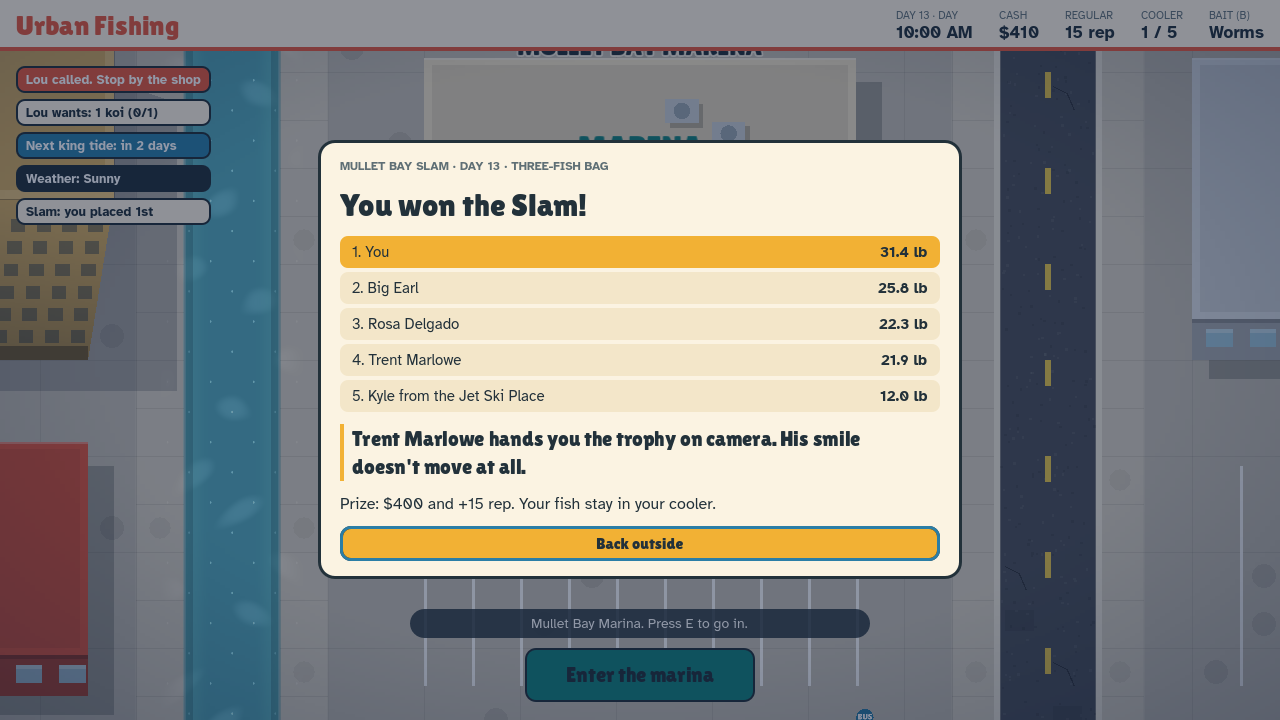 Urban Fishing
DAY 13 · DAY
10:00 AM
CASH
$410
REGULAR
15 rep
COOLER
1 / 5
BAIT (B)
Worms
Lou called. Stop by the shop
Lou wants: 1 koi (0/1)
Next king tide: in 2 days
Weather: Sunny
Slam: you placed 1st
MULLET BAY MARINA
MARINA
MULLET BAY SLAM · DAY 13 · THREE-FISH BAG
You won the Slam!
1. You 31.4 lb
2. Big Earl 25.8 lb
3. Rosa Delgado 22.3 lb
4. Trent Marlowe 21.9 lb
5. Kyle from the Jet Ski Place 12.0 lb
Trent Marlowe hands you the trophy on camera. His smile
doesn't move at all.
Prize: $400 and +15 rep. Your fish stay in your cooler.
Back outside
Mullet Bay Marina. Press E to go in.
Enter the marina
BUS